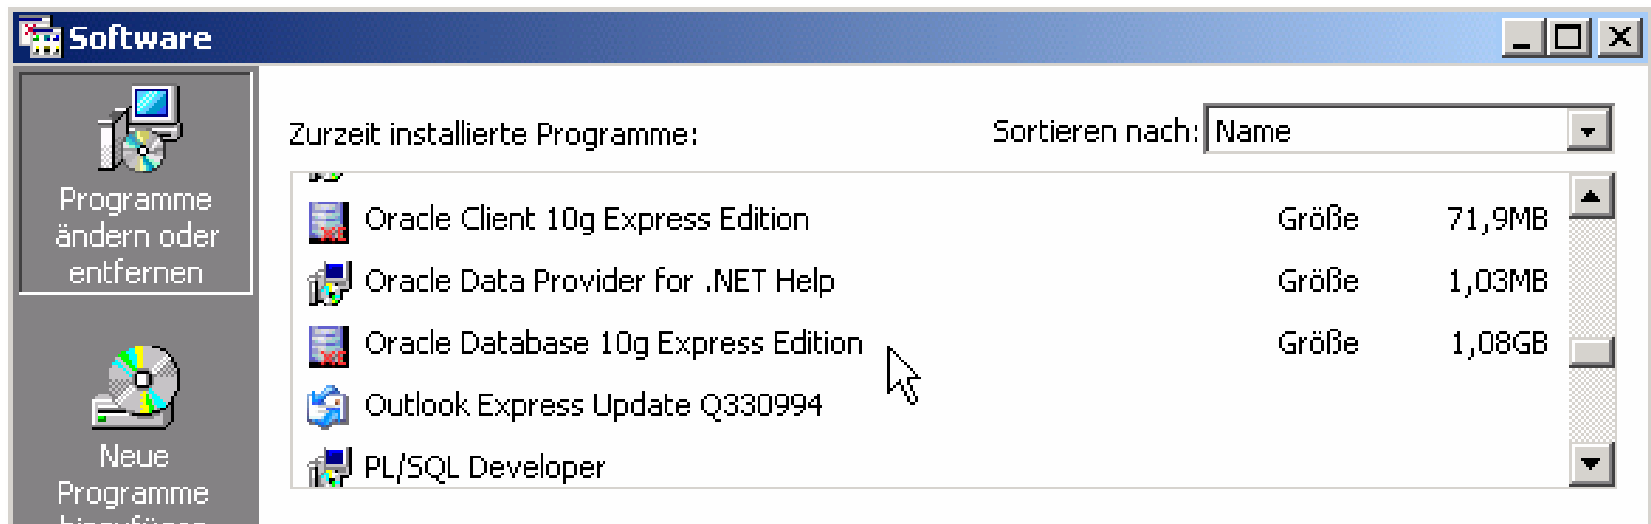 Software
Programme
ändern oder
entfernen
Neue
Programme
Zurzeit installierte Programme:
Sortieren nach: Name
Oracle Client 10g Express Edition Größe 71,9MB
Oracle Data Provider for .NET Help Größe 1,03MB
Oracle Database 10g Express Edition Größe 1,08GB
Outlook Express Update Q330994
PL/SQL Developer